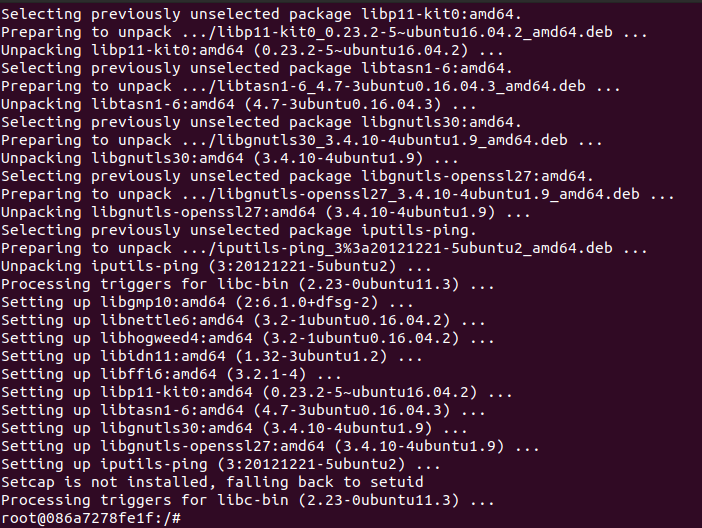 Selecting previously unselected package libp11-kit0:amd64.
Preparing to unpack .../libp11-kit0_0.23.2-5~ubuntu16.04.2_amd64.deb ...
Unpacking libp11-kit0:amd64 (0.23.2-5~ubuntu16.04.2) ...
Selecting previously unselected package libtasn1-6:amd64.
Preparing to unpack .../libtasn1-6_4.7-3ubuntu0.16.04.3_amd64.deb ...
Unpacking libtasn1-6:amd64 (4.7-3ubuntu0.16.04.3) ...
Selecting previously unselected package libgnutls30:amd64.
Preparing to unpack .../libgnutls30_3.4.10-4ubuntu1.9_amd64.deb ...
Unpacking libgnutls30:amd64 (3.4.10-4ubuntu1.9) ...
Selecting previously unselected package libgnutls-openssl27:amd64.
Preparing to unpack .../libgnutls-openssl27_3.4.10-4ubuntu1.9_amd64.deb ...
Unpacking libgnutls-openssl27:amd64 (3.4.10-4ubuntu1.9) ...
Selecting previously unselected package iputils-ping.
Preparing to unpack .../iputils-ping_3%3a20121221-5ubuntu2_amd64.deb ...
Unpacking iputils-ping (3:20121221-5ubuntu2) ...
Processing triggers for libc-bin (2.23-0ubuntu11.3) ...
Setting up libgmp10:amd64 (2:6.1.0+dfsg-2) ...
Setting up libnettle6:amd64 (3.2-1ubuntu0.16.04.2) ...
Setting up libhogweed4:amd64 (3.2-1ubuntu0.16.04.2) ...
Setting up libidn11:amd64 (1.32-3ubuntu1.2) ...
Setting up libffi6:amd64 (3.2.1-4) ...
Setting up libp11-kit0:amd64 (0.23.2-5~ubuntu16.04.2) ...
Setting up libtasn1-6:amd64 (4.7-3ubuntu0.16.04.3) ...
Setting up libgnutls30:amd64 (3.4.10-4ubuntu1.9) ...
Setting up libgnutls-openssl27:amd64 (3.4.10-4ubuntu1.9) ...
Setting up iputils-ping (3:20121221-5ubuntu2) ...
Setcap is not installed, falling back to setuid
Processing triggers for libc-bin (2.23-0ubuntu11.3) ...
root@086a7278fe1f:/#